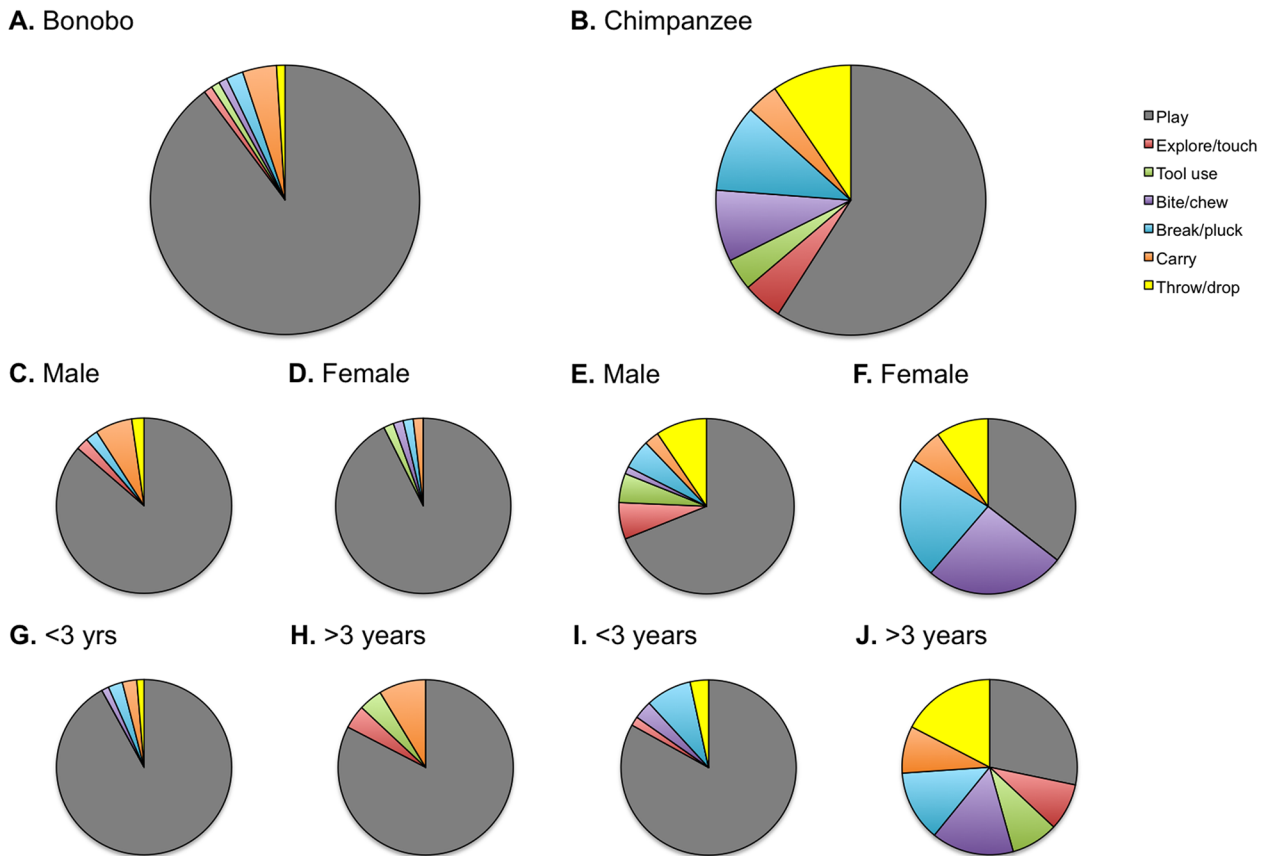 A. Bonobo
B. Chimpanzee
Play
Explore/touch
Tool use
Bite/chew
Break/pluck
Carry
Throw/drop
C. Male
D. Female
E. Male
F. Female
G. <3 yrs
H. >3 years
I. <3 years
J. >3 years